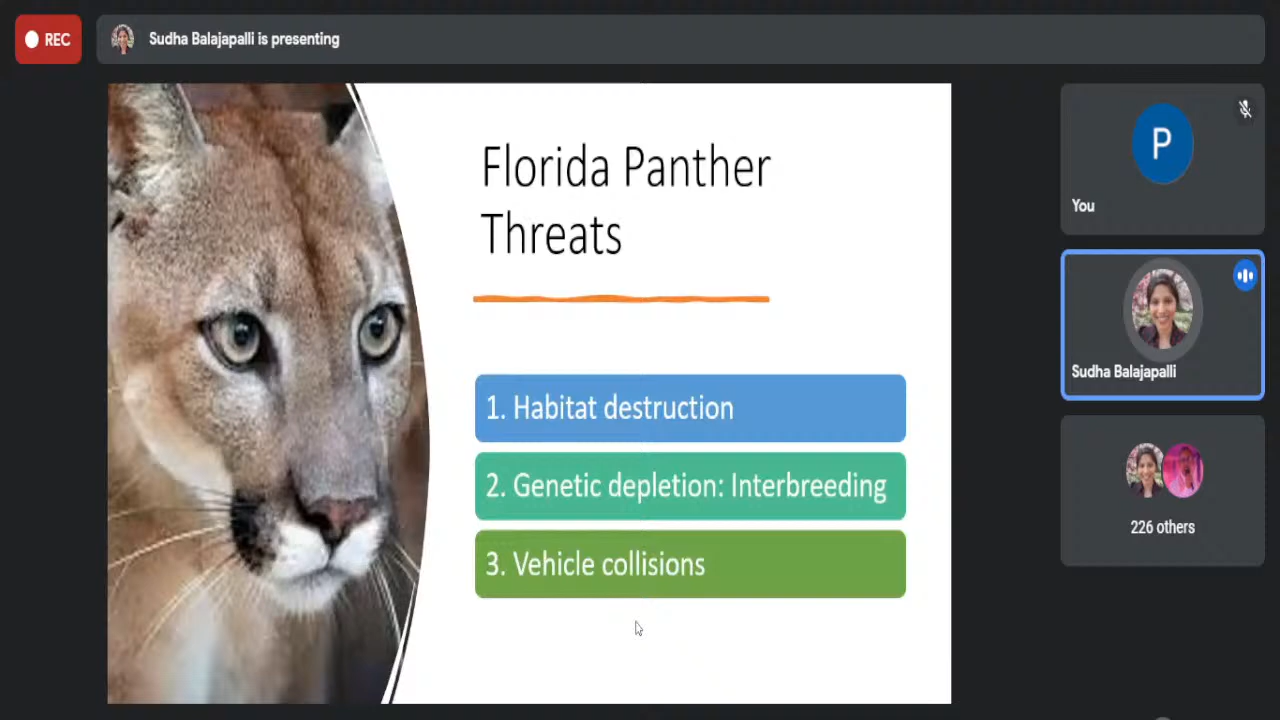 REC
Sudha Balajapalli is presenting
Florida Panther
Threats
1. Habitat destruction
2. Genetic depletion: Interbreeding
3. Vehicle collisions
P
You
Sudha Balajapalli
226 others